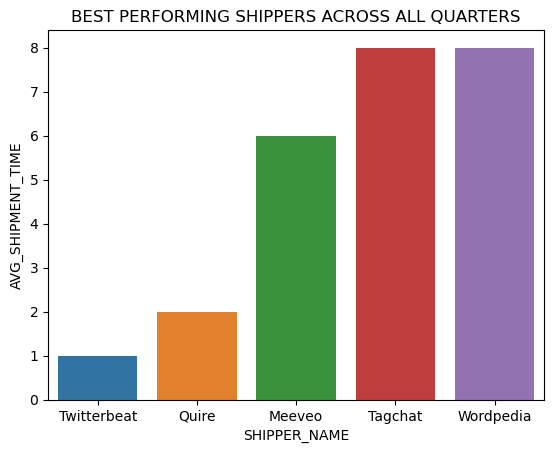 BEST PERFORMING SHIPPERS ACROSS ALL QUARTERS
AVG_SHIPMENT_TIME
8
7
6
5
4
3
2
1
0
Twitterbeat Quire Meeveo Tagchat Wordpedia
SHIPPER_NAME